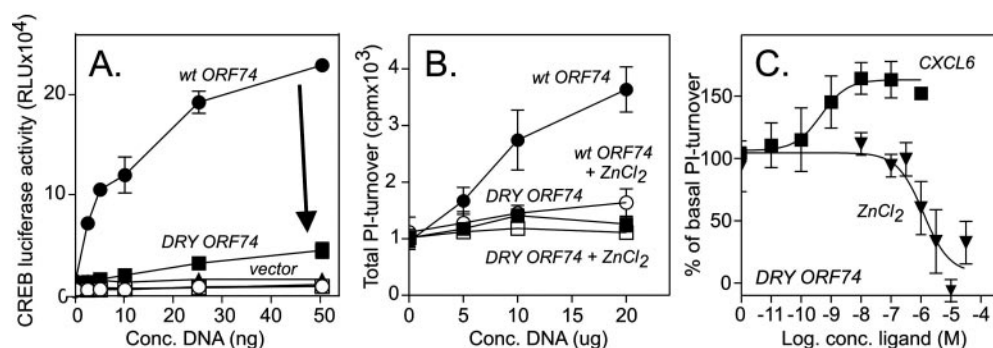 A.
CREB luciferase activity (RLUx10⁴)
20
10
0
wt ORF74
DRY ORF74
vector
0 10 20 30 40 50
Conc. DNA (ng)
B.
Total PI-turnover (cpmx10³)
4
2
0
wt ORF74
wt ORF74
+ ZnCl₂
DRY ORF74
DRY ORF74 + ZnCl₂
0 5 10 15 20
Conc. DNA (ug)
C.
% of basal PI-turnover
150
100
50
0
CXCL6
ZnCl₂
DRY ORF74
0 -11 -10 -9 -8 -7 -6 -5 -4
Log. conc. ligand (M)